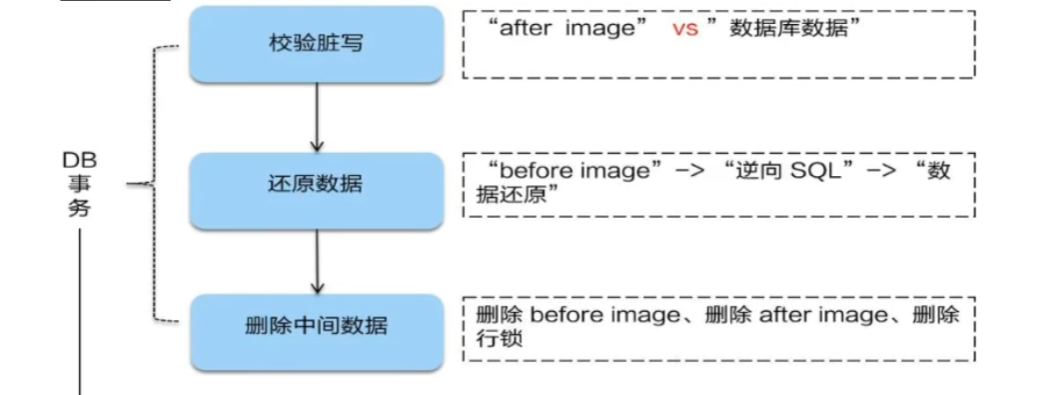 校验脏写
“after image” vs ”数据库数据”
DB
事
务
还原数据
“before image”–> “逆向 SQL”–> “数
据还原”
删除中间数据
删除 before image、删除 after image、删除
行锁